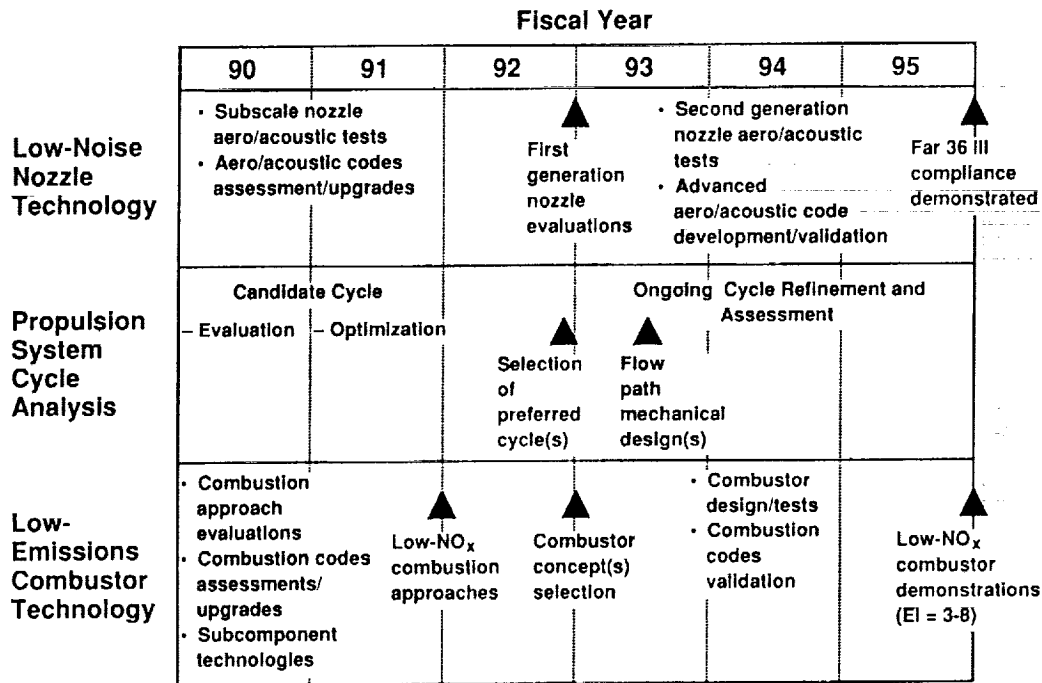 Fiscal Year
90 91 92 93 94 95
Low-Noise
Nozzle
Technology
• Subscale nozzle
aero/acoustic tests
• Aero/acoustic codes
assessment/upgrades
First
generation
nozzle
evaluations
• Second generation
nozzle aero/acoustic
tests
• Advanced
aero/acoustic code
development/validation
Far 36 III
compliance
demonstrated
Propulsion
System
Cycle
Analysis
Candidate Cycle
– Evaluation – Optimization
Selection
of
preferred
cycle(s)
Flow
path
mechanical
design(s)
Ongoing Cycle Refinement and
Assessment
Low-
Emissions
Combustor
Technology
• Combustion
approach
evaluations
• Combustion codes
assessments/
upgrades
• Subcomponent
technologies
Low-NOx
combustion
approaches
Combustor
concept(s)
selection
• Combustor
design/tests
• Combustion
codes
validation
Low-NOx
combustor
demonstrations
(EI = 3-8)